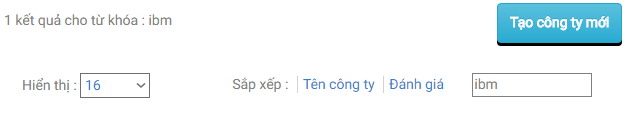 1 kết quả cho từ khóa : ibm
Tạo công ty mới
Hiển thị : 16
Sắp xếp : Tên công ty Đánh giá
ibm